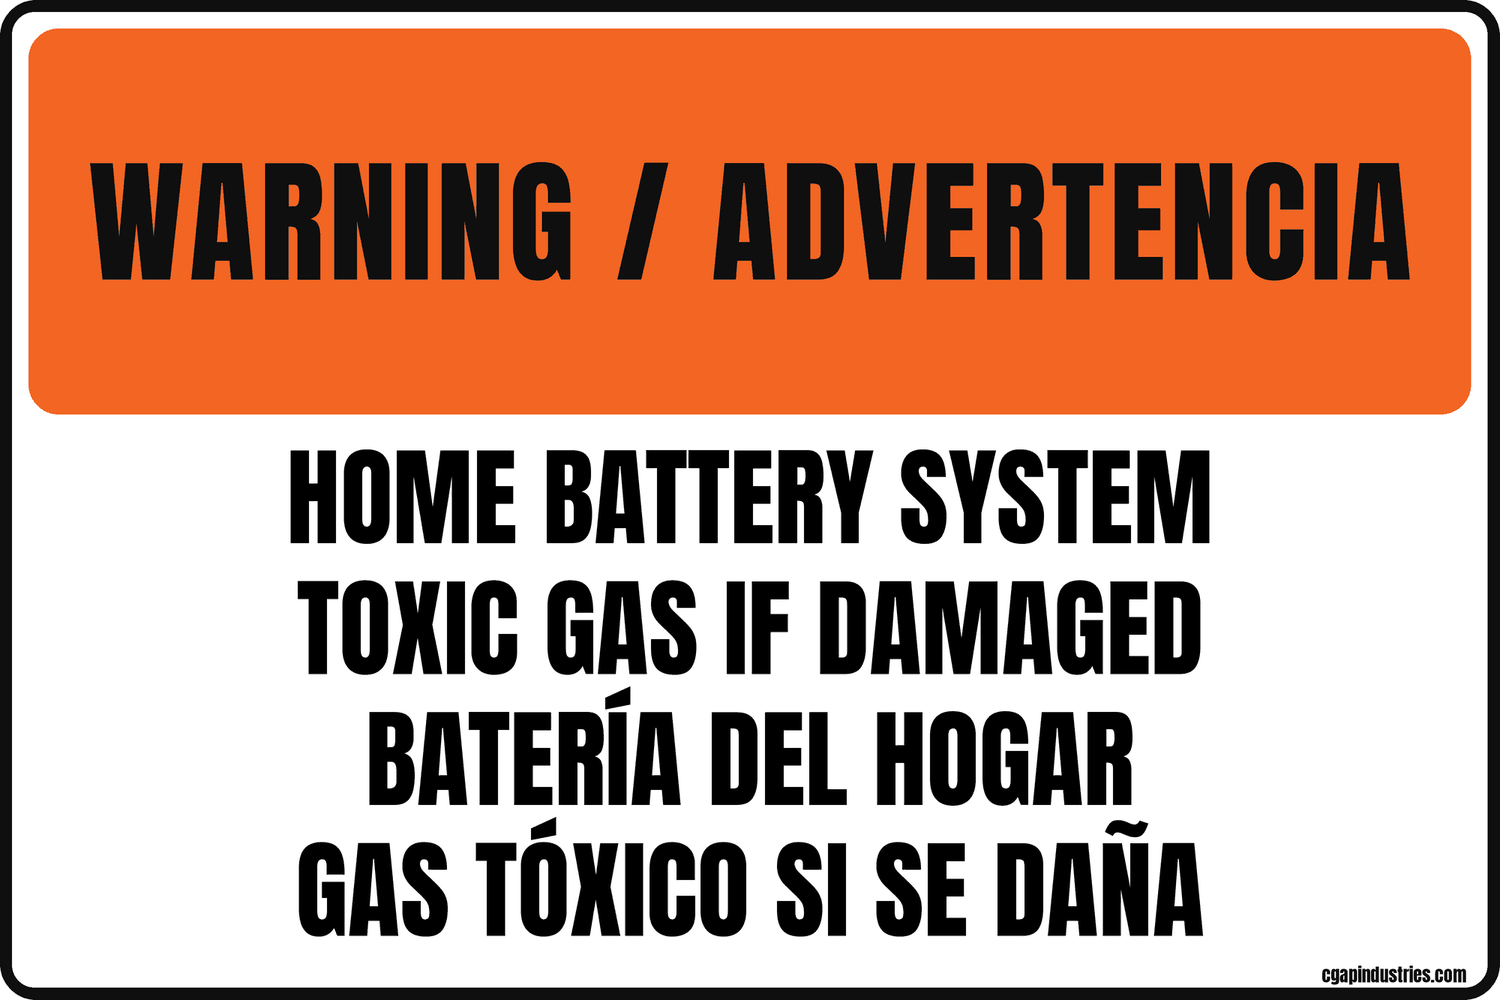 WARNING / ADVERTENCIA
HOME BATTERY SYSTEM
TOXIC GAS IF DAMAGED
BATERÍA DEL HOGAR
GAS TÓXICO SI SE DAÑA
cgapindustries.com